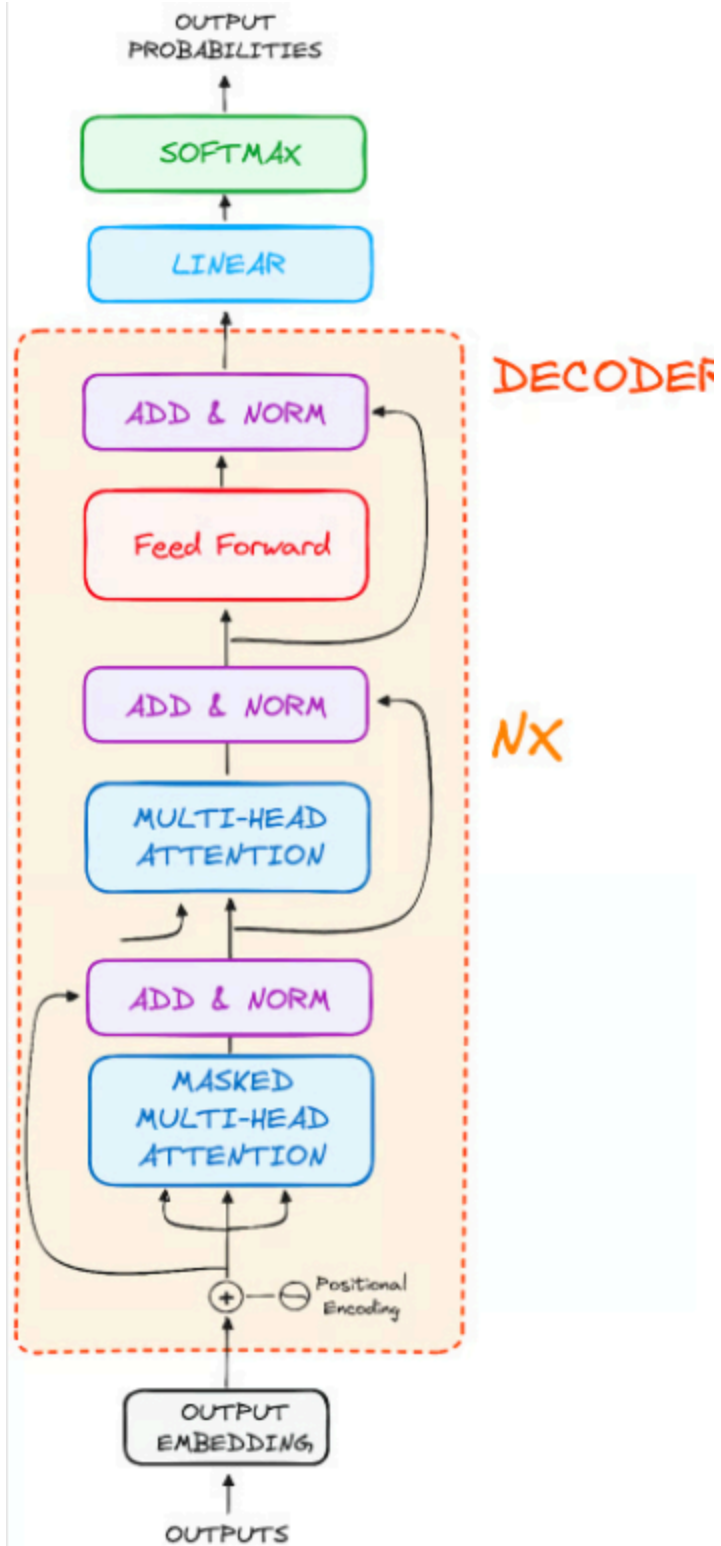 OUTPUT
PROBABILITIES
SOFTMAX
LINEAR
DECODER
ADD & NORM
Feed Forward
ADD & NORM
NX
MULTI-HEAD
ATTENTION
ADD & NORM
MASKED
MULTI-HEAD
ATTENTION
+
Positional
Encoding
OUTPUT
EMBEDDING
OUTPUTS